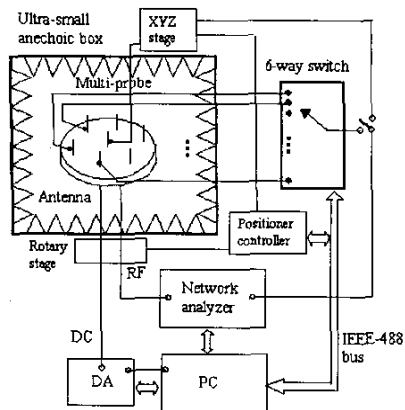 Ultra-small
anechoic box
XYZ
stage
6-way switch
Multi-probe
Antenna
Rotary
stage
RF
Positioner
controller
Network
analyzer
DC
DA
PC
IEEE-488
bus